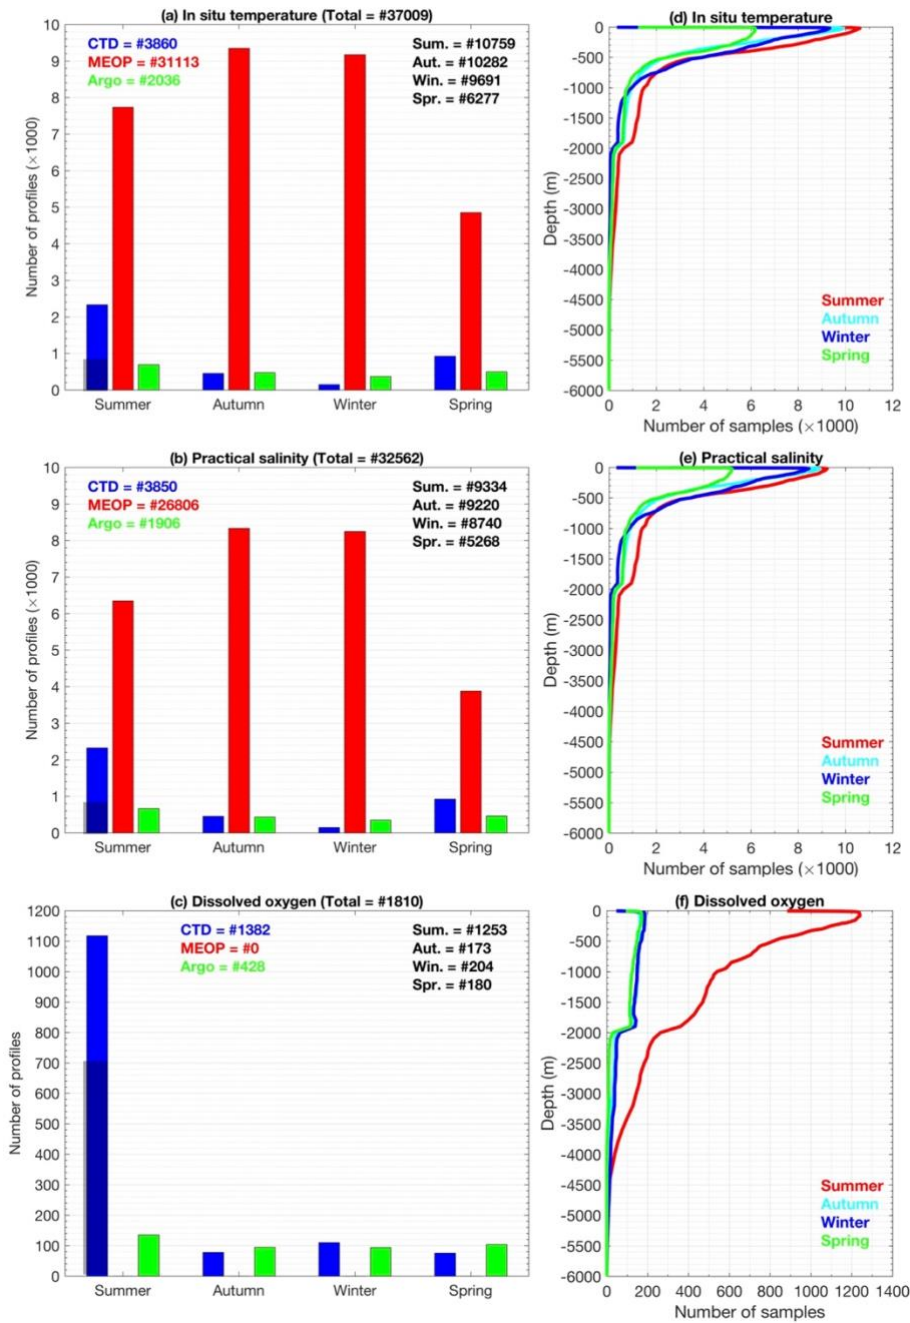 (a) In situ temperature (Total = #37009)
CTD = #3860
MEOP = #31113
Argo = #2036
Sum. = #10759
Aut. = #10282
Win. = #9691
Spr. = #6277
Number of profiles (×1000)
10
9
8
7
6
5
4
3
2
1
0
Summer
Autumn
Winter
Spring
(d) In situ temperature
Depth (m)
0
-500
-1000
-1500
-2000
-2500
-3000
-3500
-4000
-4500
-5000
-5500
-6000
Summer
Autumn
Winter
Spring
0 2 4 6 8 10 12
Number of samples (×1000)
(b) Practical salinity (Total = #32562)
CTD = #3850
MEOP = #26806
Argo = #1906
Sum. = #9334
Aut. = #9220
Win. = #8740
Spr. = #5268
Number of profiles (×1000)
10
9
8
7
6
5
4
3
2
1
0
Summer
Autumn
Winter
Spring
(e) Practical salinity
Depth (m)
0
-500
-1000
-1500
-2000
-2500
-3000
-3500
-4000
-4500
-5000
-5500
-6000
Summer
Autumn
Winter
Spring
0 2 4 6 8 10 12
Number of samples (×1000)
(c) Dissolved oxygen (Total = #1810)
CTD = #1382
MEOP = #0
Argo = #428
Sum. = #1253
Aut. = #173
Win. = #204
Spr. = #180
Number of profiles
1200
1100
1000
900
800
700
600
500
400
300
200
100
0
Summer
Autumn
Winter
Spring
(f) Dissolved oxygen
Depth (m)
0
-500
-1000
-1500
-2000
-2500
-3000
-3500
-4000
-4500
-5000
-5500
-6000
Summer
Autumn
Winter
Spring
0 200 400 600 800 1000 1200 1400
Number of samples